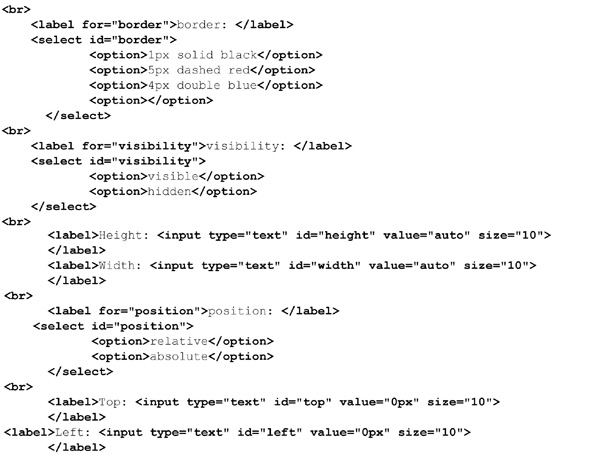 <br>
<label for="border">border: </label>
<select id="border">
<option>1px solid black</option>
<option>5px dashed red</option>
<option>4px double blue</option>
<option></option>
</select>
<br>
<label for="visibility">visibility: </label>
<select id="visibility">
<option>visible</option>
<option>hidden</option>
</select>
<br>
<label>Height: <input type="text" id="height" value="auto" size="10">
</label>
<label>Width: <input type="text" id="width" value="auto" size="10">
</label>
<br>
<label for="position">position: </label>
<select id="position">
<option>relative</option>
<option>absolute</option>
</select>
<br>
<label>Top: <input type="text" id="top" value="0px" size="10">
</label>
<label>Left: <input type="text" id="left" value="0px" size="10">
</label>